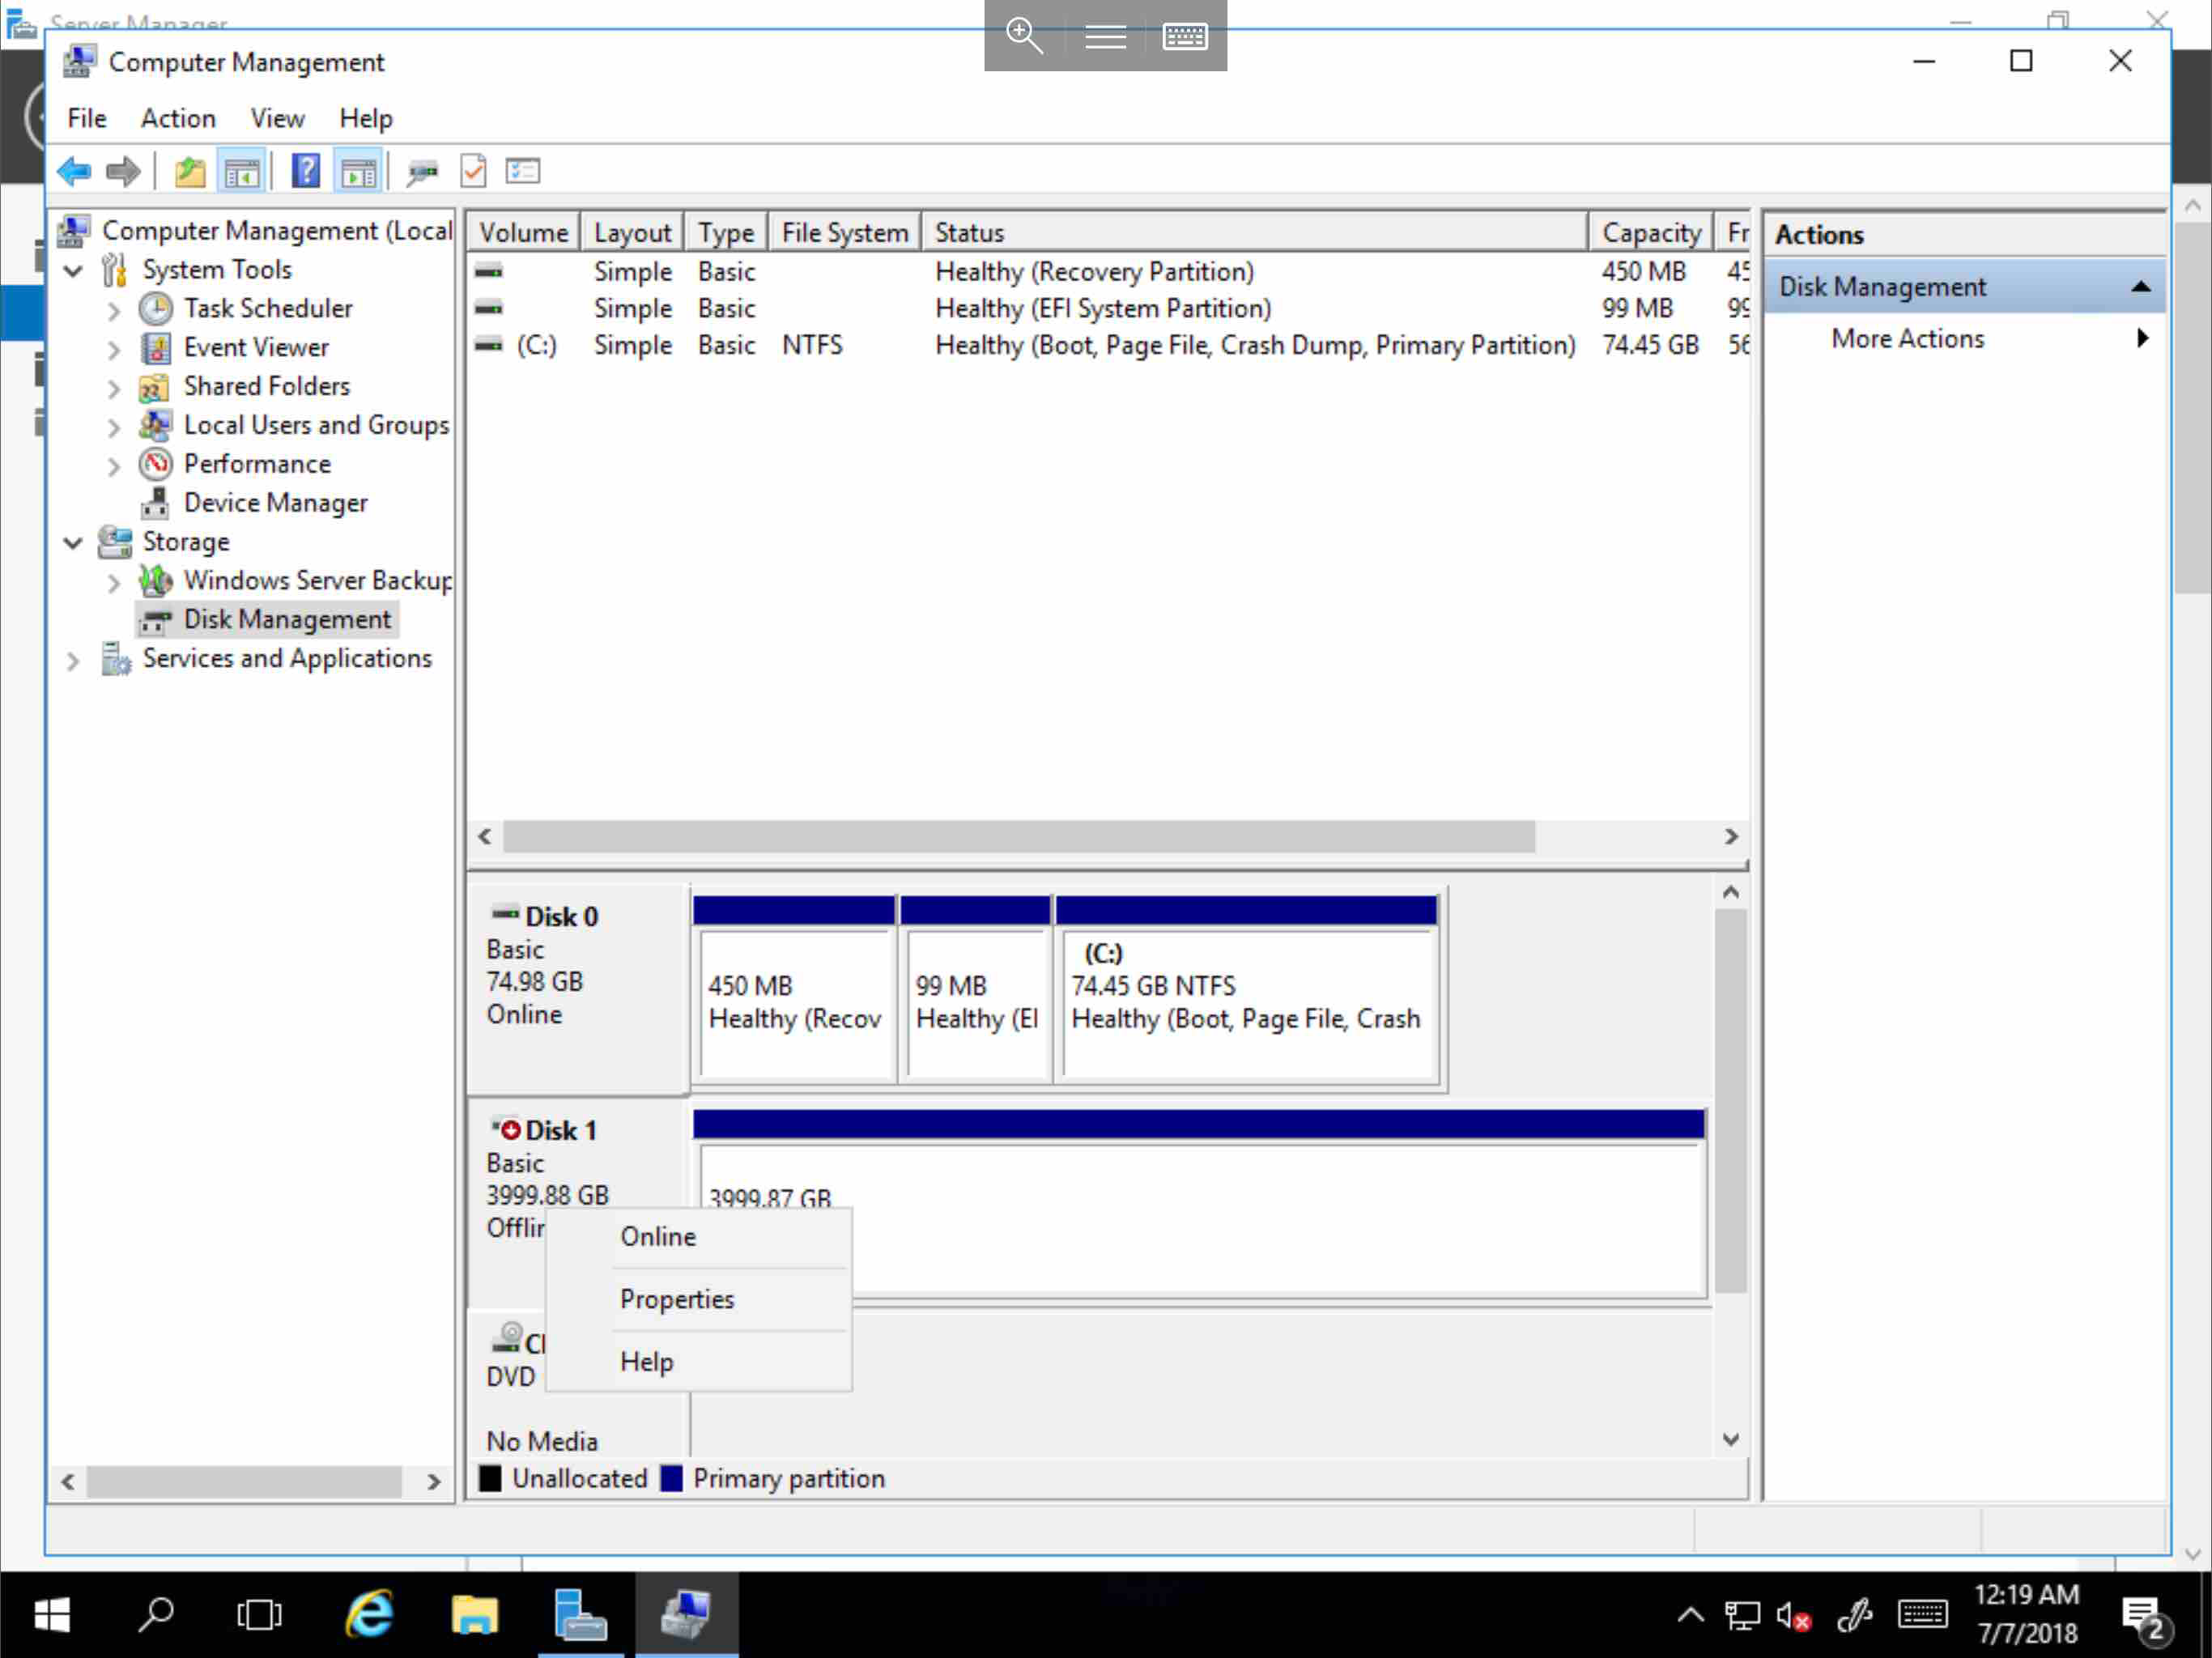 Server Manager
Computer Management
File Action View Help
Computer Management (Local
System Tools
Task Scheduler
Event Viewer
Shared Folders
Local Users and Groups
Performance
Device Manager
Storage
Windows Server Backup
Disk Management
Services and Applications
Volume Layout Type File System Status Capacity Fr
Simple Basic Healthy (Recovery Partition) 450 MB 45
Simple Basic Healthy (EFI System Partition) 99 MB 99
(C:) Simple Basic NTFS Healthy (Boot, Page File, Crash Dump, Primary Partition) 74.45 GB 56
Actions
Disk Management
More Actions
Disk 0
Basic
74.98 GB
Online
450 MB
Healthy (Recov
99 MB
Healthy (EI
(C:)
74.45 GB NTFS
Healthy (Boot, Page File, Crash
Disk 1
Basic
3999.88 GB
Offlin
3999.87 GB
Online
Properties
Help
DVD
No Media
Unallocated Primary partition
12:19 AM
7/7/2018
2